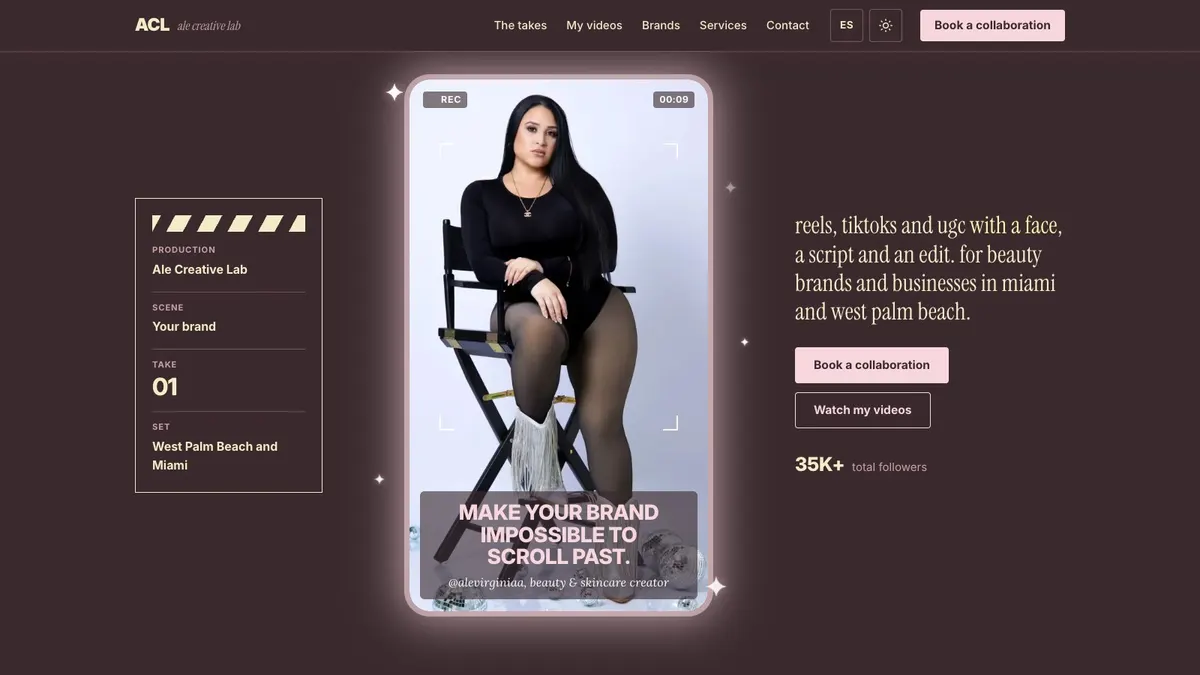 ACL ale creative lab
The takes My videos Brands Services Contact ES Book a collaboration
REC 00:09
PRODUCTION
Ale Creative Lab
SCENE
Your brand
TAKE
01
SET
West Palm Beach and
Miami
MAKE YOUR BRAND
IMPOSSIBLE TO
SCROLL PAST.
@alevirginiaa, beauty & skincare creator
reels, tiktoks and ugc with a face,
a script and an edit. for beauty
brands and businesses in miami
and west palm beach.
Book a collaboration
Watch my videos
35K+ total followers